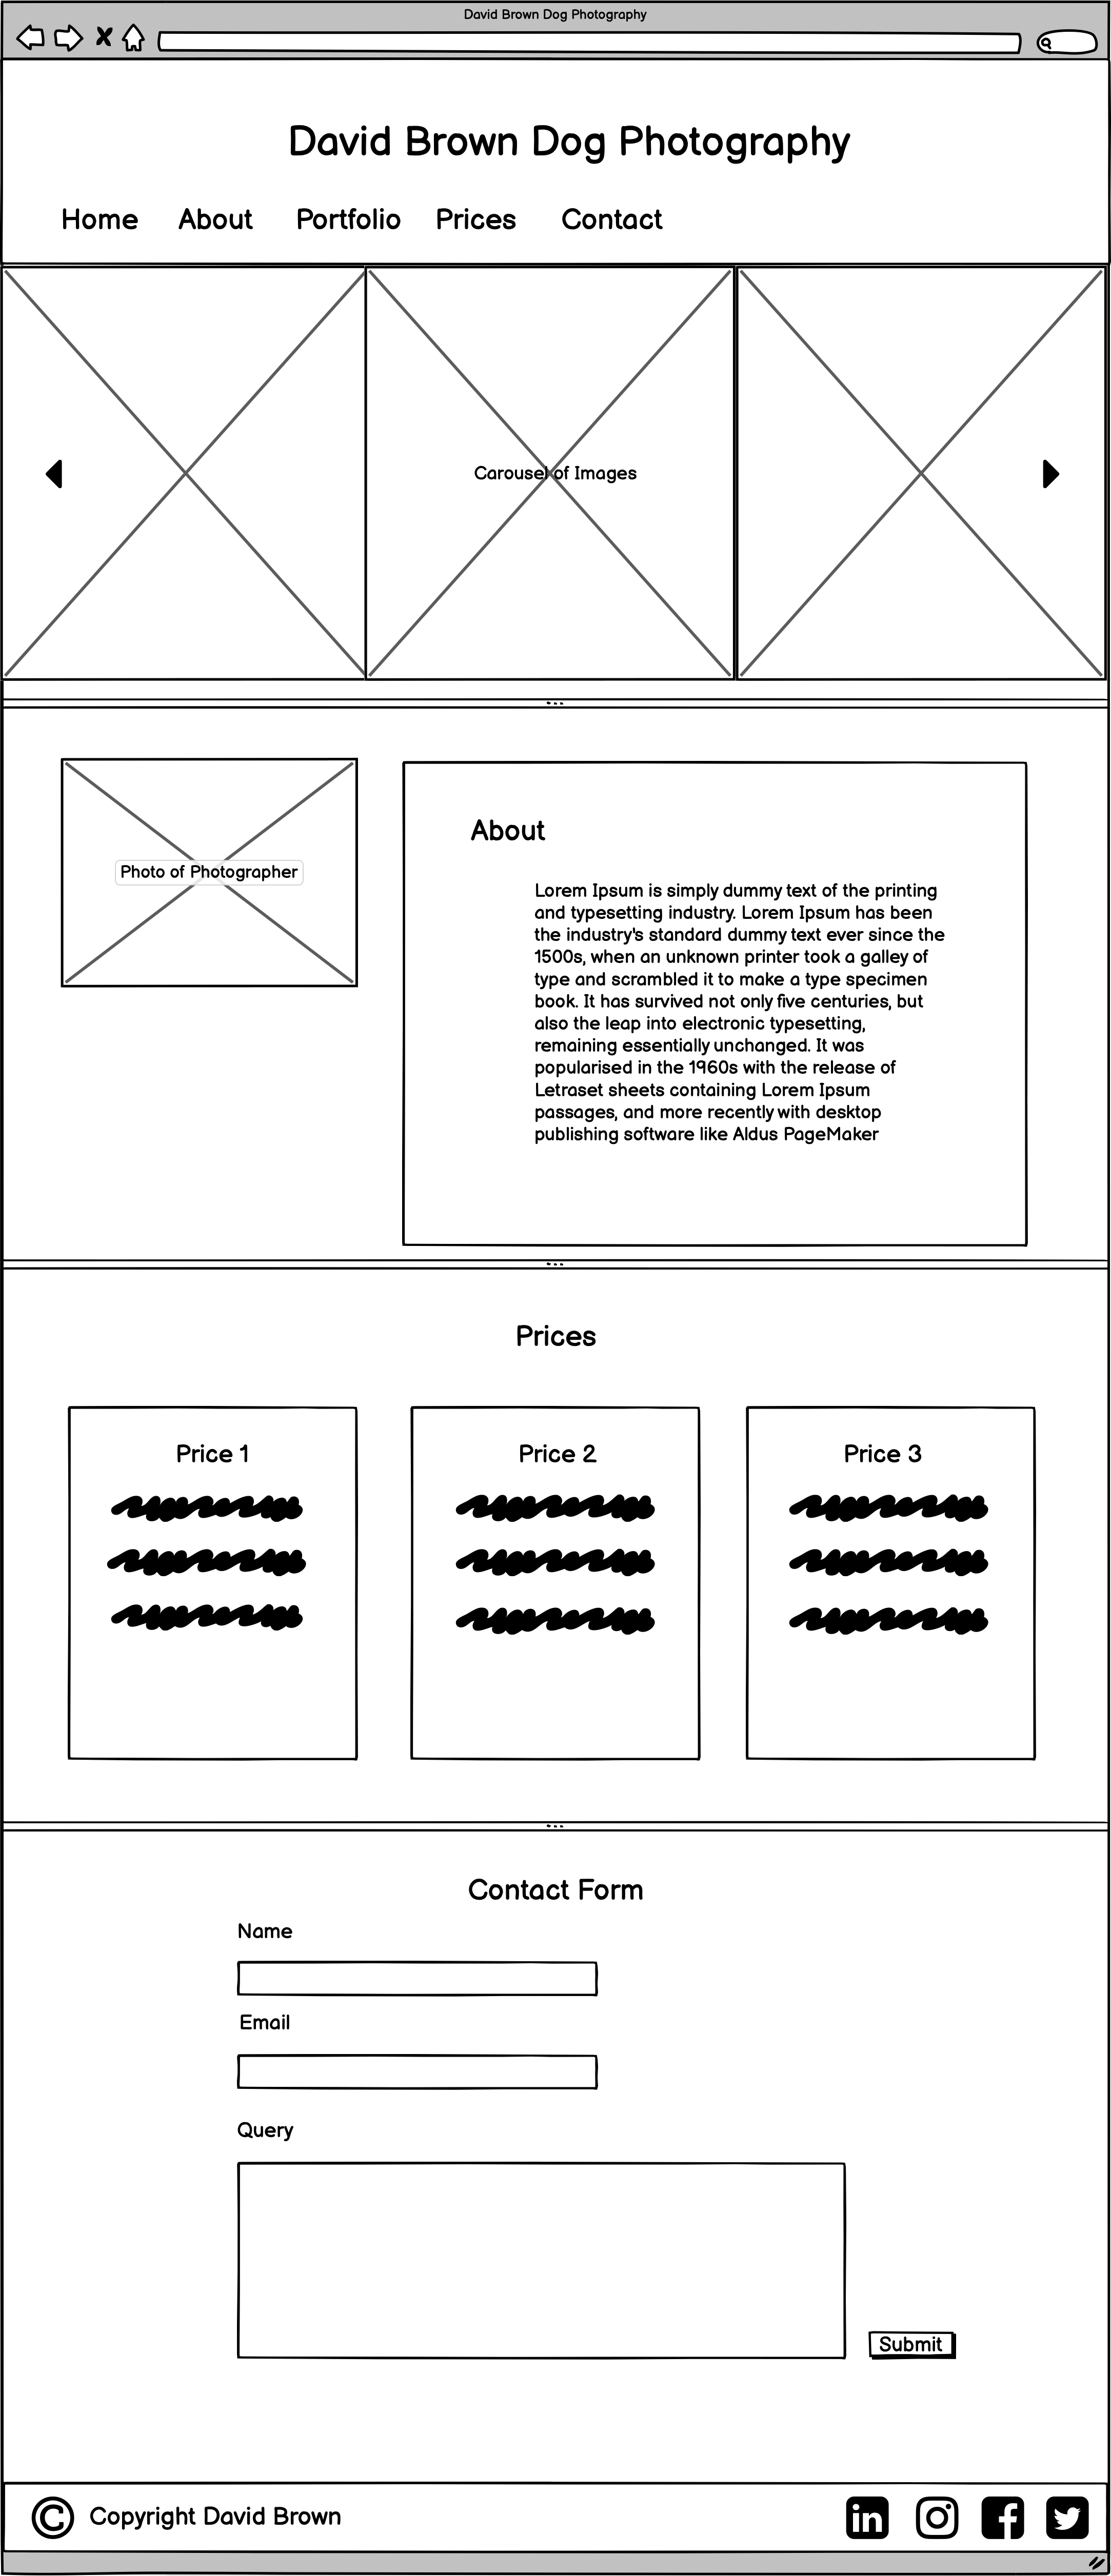 David Brown Dog Photography
David Brown Dog Photography
Home About Portfolio Prices Contact
Carousel of Images
Photo of Photographer
About
Lorem Ipsum is simply dummy text of the printing
and typesetting industry. Lorem Ipsum has been
the industry's standard dummy text ever since the
1500s, when an unknown printer took a galley of
type and scrambled it to make a type specimen
book. It has survived not only five centuries, but
also the leap into electronic typesetting,
remaining essentially unchanged. It was
popularised in the 1960s with the release of
Letraset sheets containing Lorem Ipsum
passages, and more recently with desktop
publishing software like Aldus PageMaker
Prices
Price 1 Price 2 Price 3
Contact Form
Name
Email
Query
Submit
© Copyright David Brown in